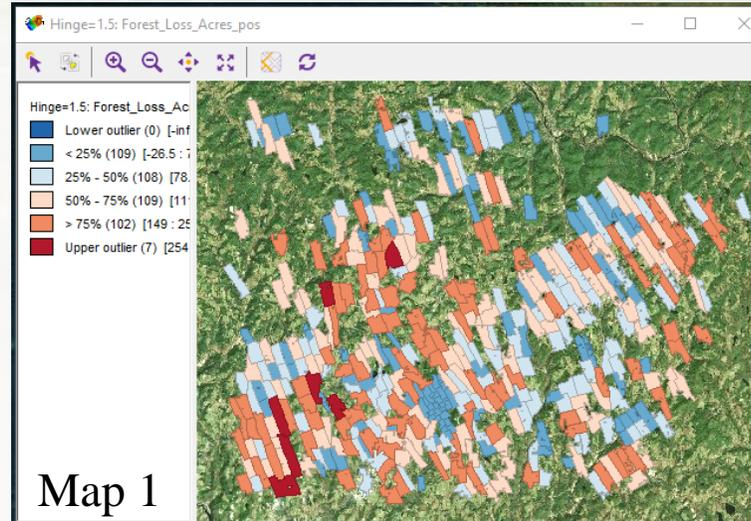 Hinge=1.5: Forest_Loss_Acres_pos
Hinge=1.5: Forest_Loss_Ac
Lower outlier (0) [-inf
< 25% (109) [-26.5 : 7
25% - 50% (108) [78.
50% - 75% (109) [11
> 75% (102) [149 : 25
Upper outlier (7) [254
Map 1